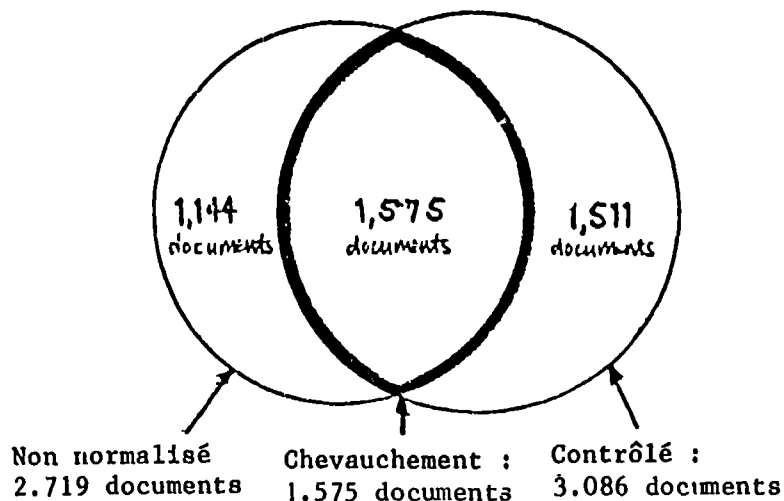 1,144
documents
1,575
documents
1,511
documents
Non normalisé
2.719 documents
Chevauchement :
1.575 documents
Contrôlé :
3.086 documents